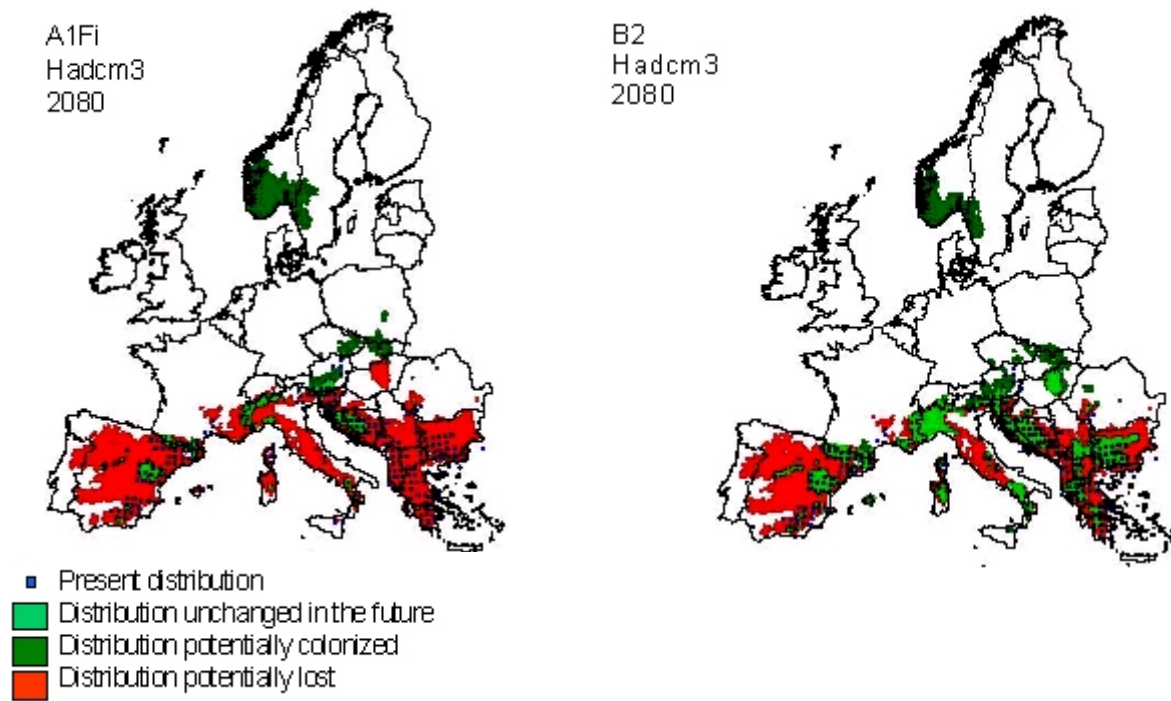 A1Fi
Hadcm3
2080
B2
Hadcm3
2080
Present distribution
Distribution unchanged in the future
Distribution potentially colonized
Distribution potentially lost